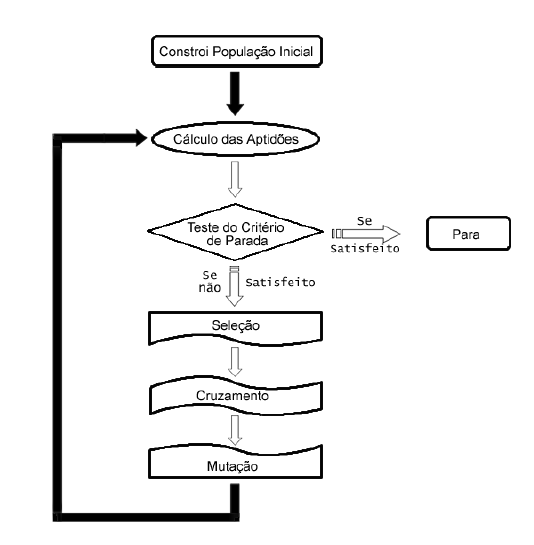 Constroi População Inicial
Cálculo das Aptidões
Teste do Critério
de Parada
Se
Satisfeito
Para
Se
não
Satisfeito
Seleção
Cruzamento
Mutação